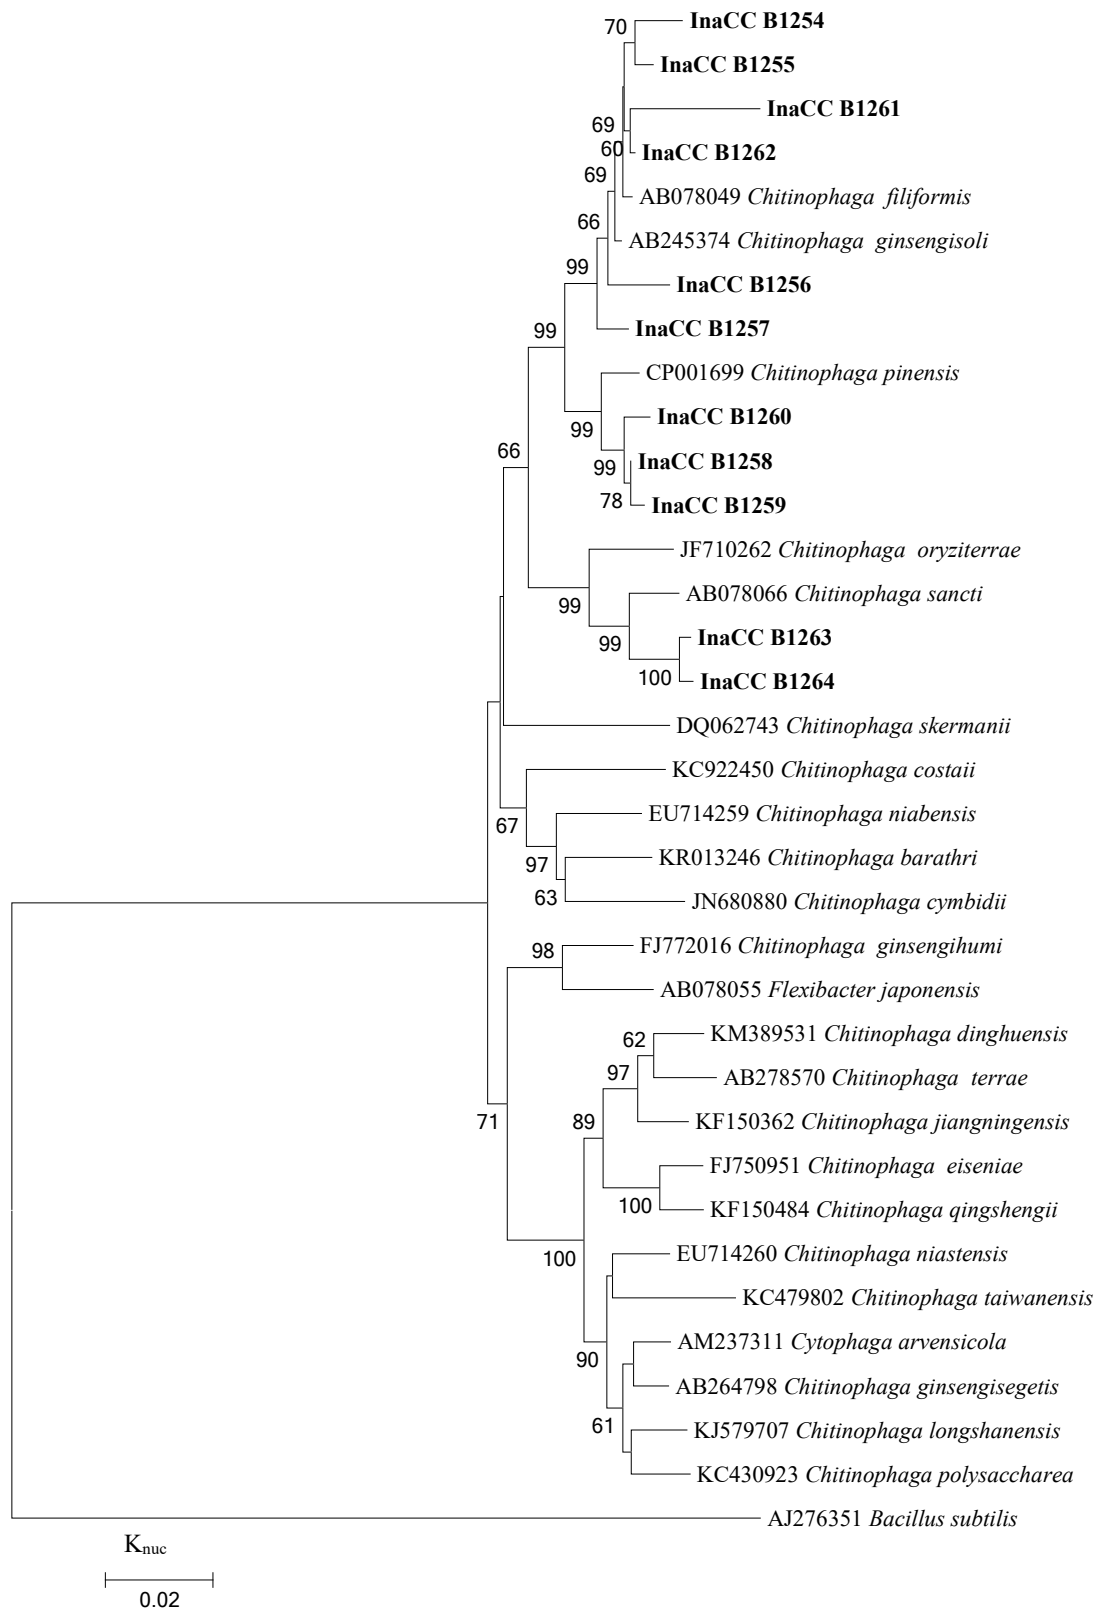 70
InaCC B1254
InaCC B1255
InaCC B1261
69
60
InaCC B1262
69
AB078049 Chitinophaga filiformis
66
AB245374 Chitinophaga ginsengisoli
99
InaCC B1256
99
InaCC B1257
CP001699 Chitinophaga pinensis
99
InaCC B1260
66
99
InaCC B1258
78
InaCC B1259
JF710262 Chitinophaga oryziterrae
99
AB078066 Chitinophaga sancti
99
InaCC B1263
100
InaCC B1264
DQ062743 Chitinophaga skermanii
KC922450 Chitinophaga costaii
67
EU714259 Chitinophaga niabensis
97
KR013246 Chitinophaga barathri
63
JN680880 Chitinophaga cymbidii
98
FJ772016 Chitinophaga ginsengihumi
AB078055 Flexibacter japonensis
62
KM389531 Chitinophaga dinghuensis
97
AB278570 Chitinophaga terrae
71
89
KF150362 Chitinophaga jiangningensis
FJ750951 Chitinophaga eiseniae
100
KF150484 Chitinophaga qingshengii
100
EU714260 Chitinophaga niastensis
KC479802 Chitinophaga taiwanensis
90
AM237311 Cytophaga arvensicola
AB264798 Chitinophaga ginsengisegetis
61
KJ579707 Chitinophaga longshanensis
KC430923 Chitinophaga polysaccharea
AJ276351 Bacillus subtilis
Knuc
0.02